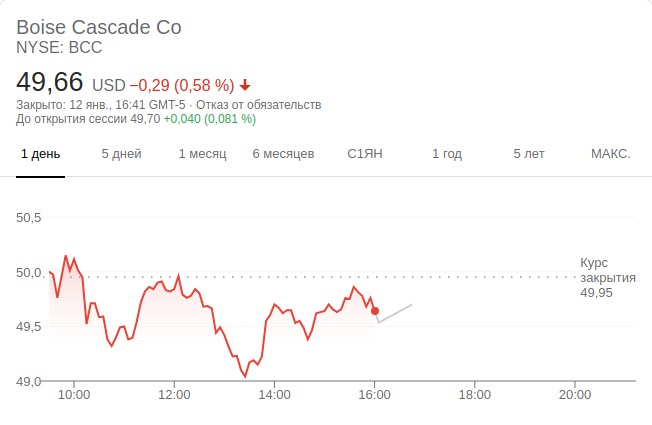 Boise Cascade Co
NYSE: BCC
49,66 USD −0,29 (0,58 %)
Закрыто: 12 янв., 16:41 GMT-5 · Отказ от обязательств
До открытия сессии 49,70 +0,040 (0,081 %)
1 день 5 дней 1 месяц 6 месяцев С1ЯН 1 год 5 лет МАКС.
50,5
50,0
49,5
49,0
Курс
закрытия
49,95
10:00 12:00 14:00 16:00 18:00 20:00